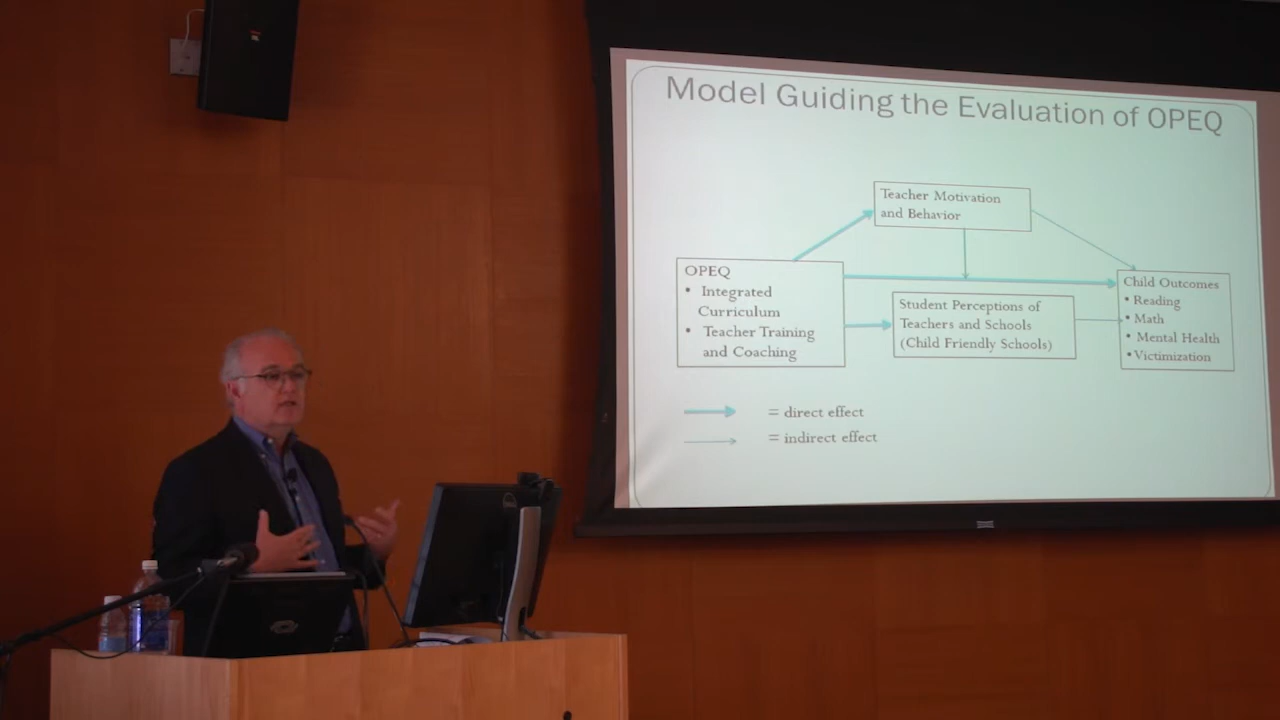 Model Guiding the Evaluation of OPEQ
Teacher Motivation
and Behavior
OPEQ
• Integrated
Curriculum
• Teacher Training
and Coaching
Student Perceptions of
Teachers and Schools
(Child Friendly Schools)
Child Outcomes
• Reading
• Math
• Mental Health
• Victimization
= direct effect
= indirect effect